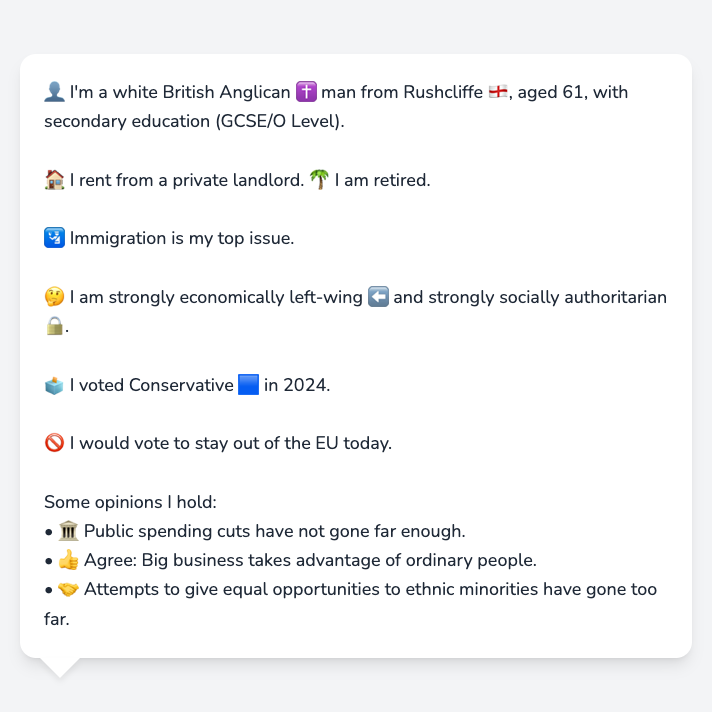 👤 I'm a white British Anglican ✝️ man from Rushcliffe 🏴󠁧󠁢󠁥󠁮󠁧󠁿, aged 61, with
secondary education (GCSE/O Level).
🏠 I rent from a private landlord. 🌴 I am retired.
🛂 Immigration is my top issue.
🤔 I am strongly economically left-wing ⬅️ and strongly socially authoritarian
🔒.
🗳️ I voted Conservative 🟦 in 2024.
🚫 I would vote to stay out of the EU today.
Some opinions I hold:
• 🏛️ Public spending cuts have not gone far enough.
• 👍 Agree: Big business takes advantage of ordinary people.
• 🤝 Attempts to give equal opportunities to ethnic minorities have gone too
far.